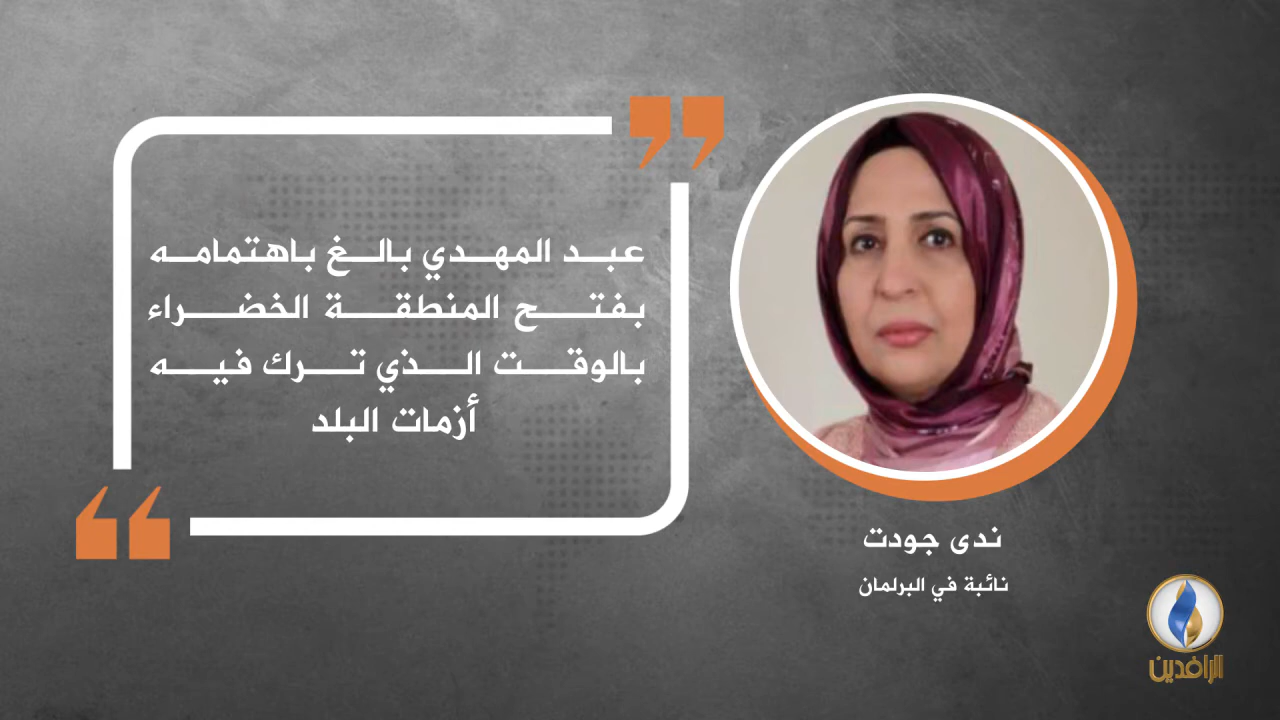 عبد المهدي بالغ باهتمامه
بفتح المنطقة الخضراء
بالوقت الذي ترك فيه
أزمات البلد
ندى جودت
نائبة في البرلمان
الرافدين